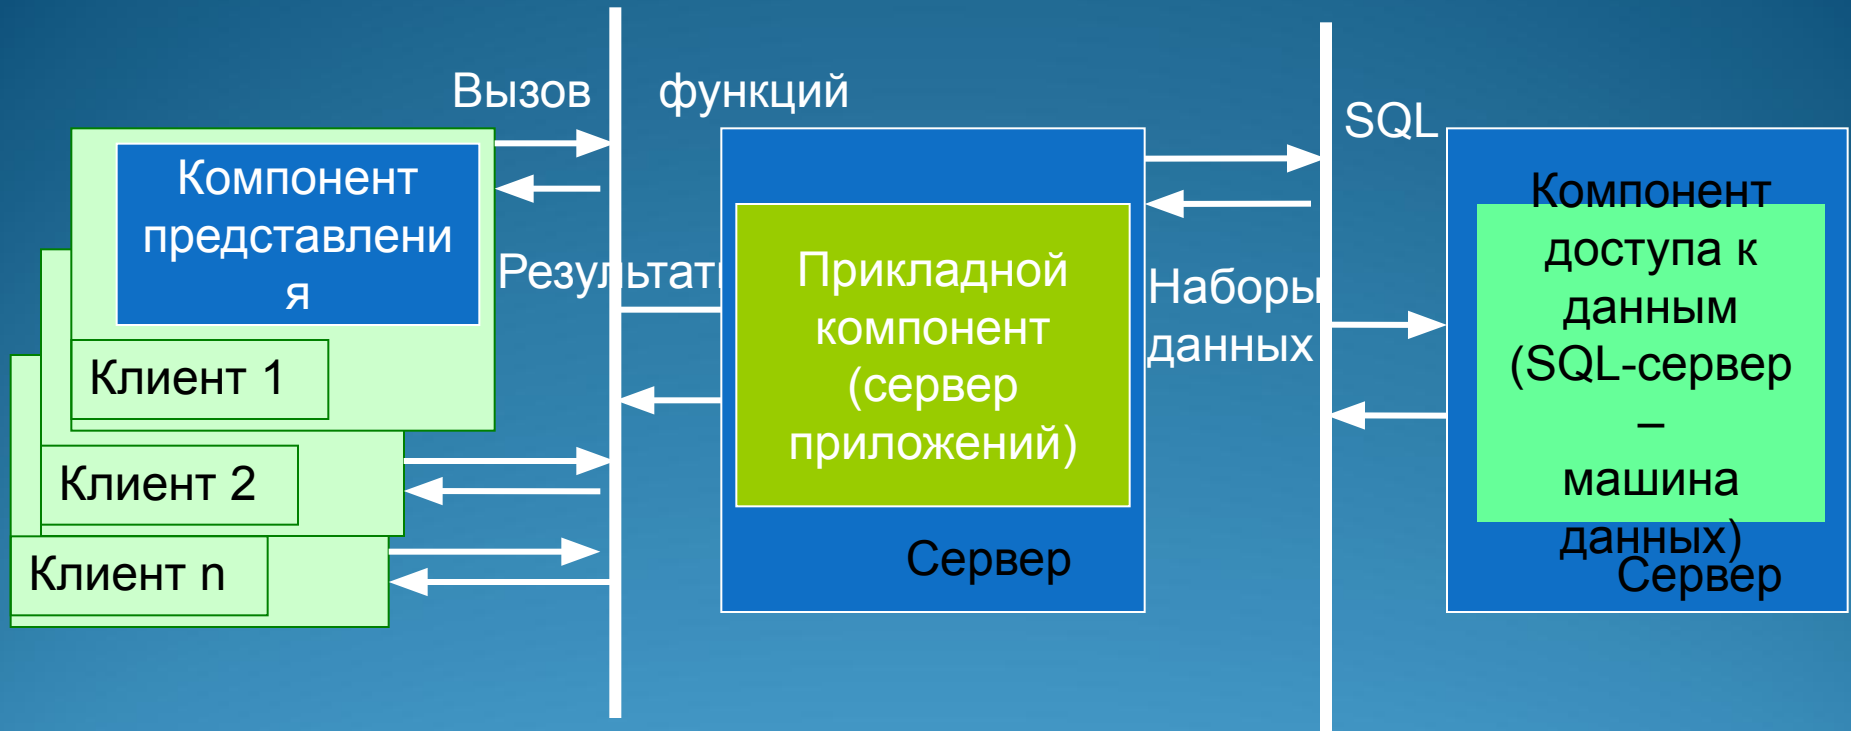 Вызов функций
Компонент
представлени
я
Клиент 1
Клиент 2
Клиент n
Результат
Прикладной
компонент
(сервер
приложений)
Сервер
SQL
Наборы
данных
Компонент
доступа к
данным
(SQL-сервер
–
машина
данных)
Сервер